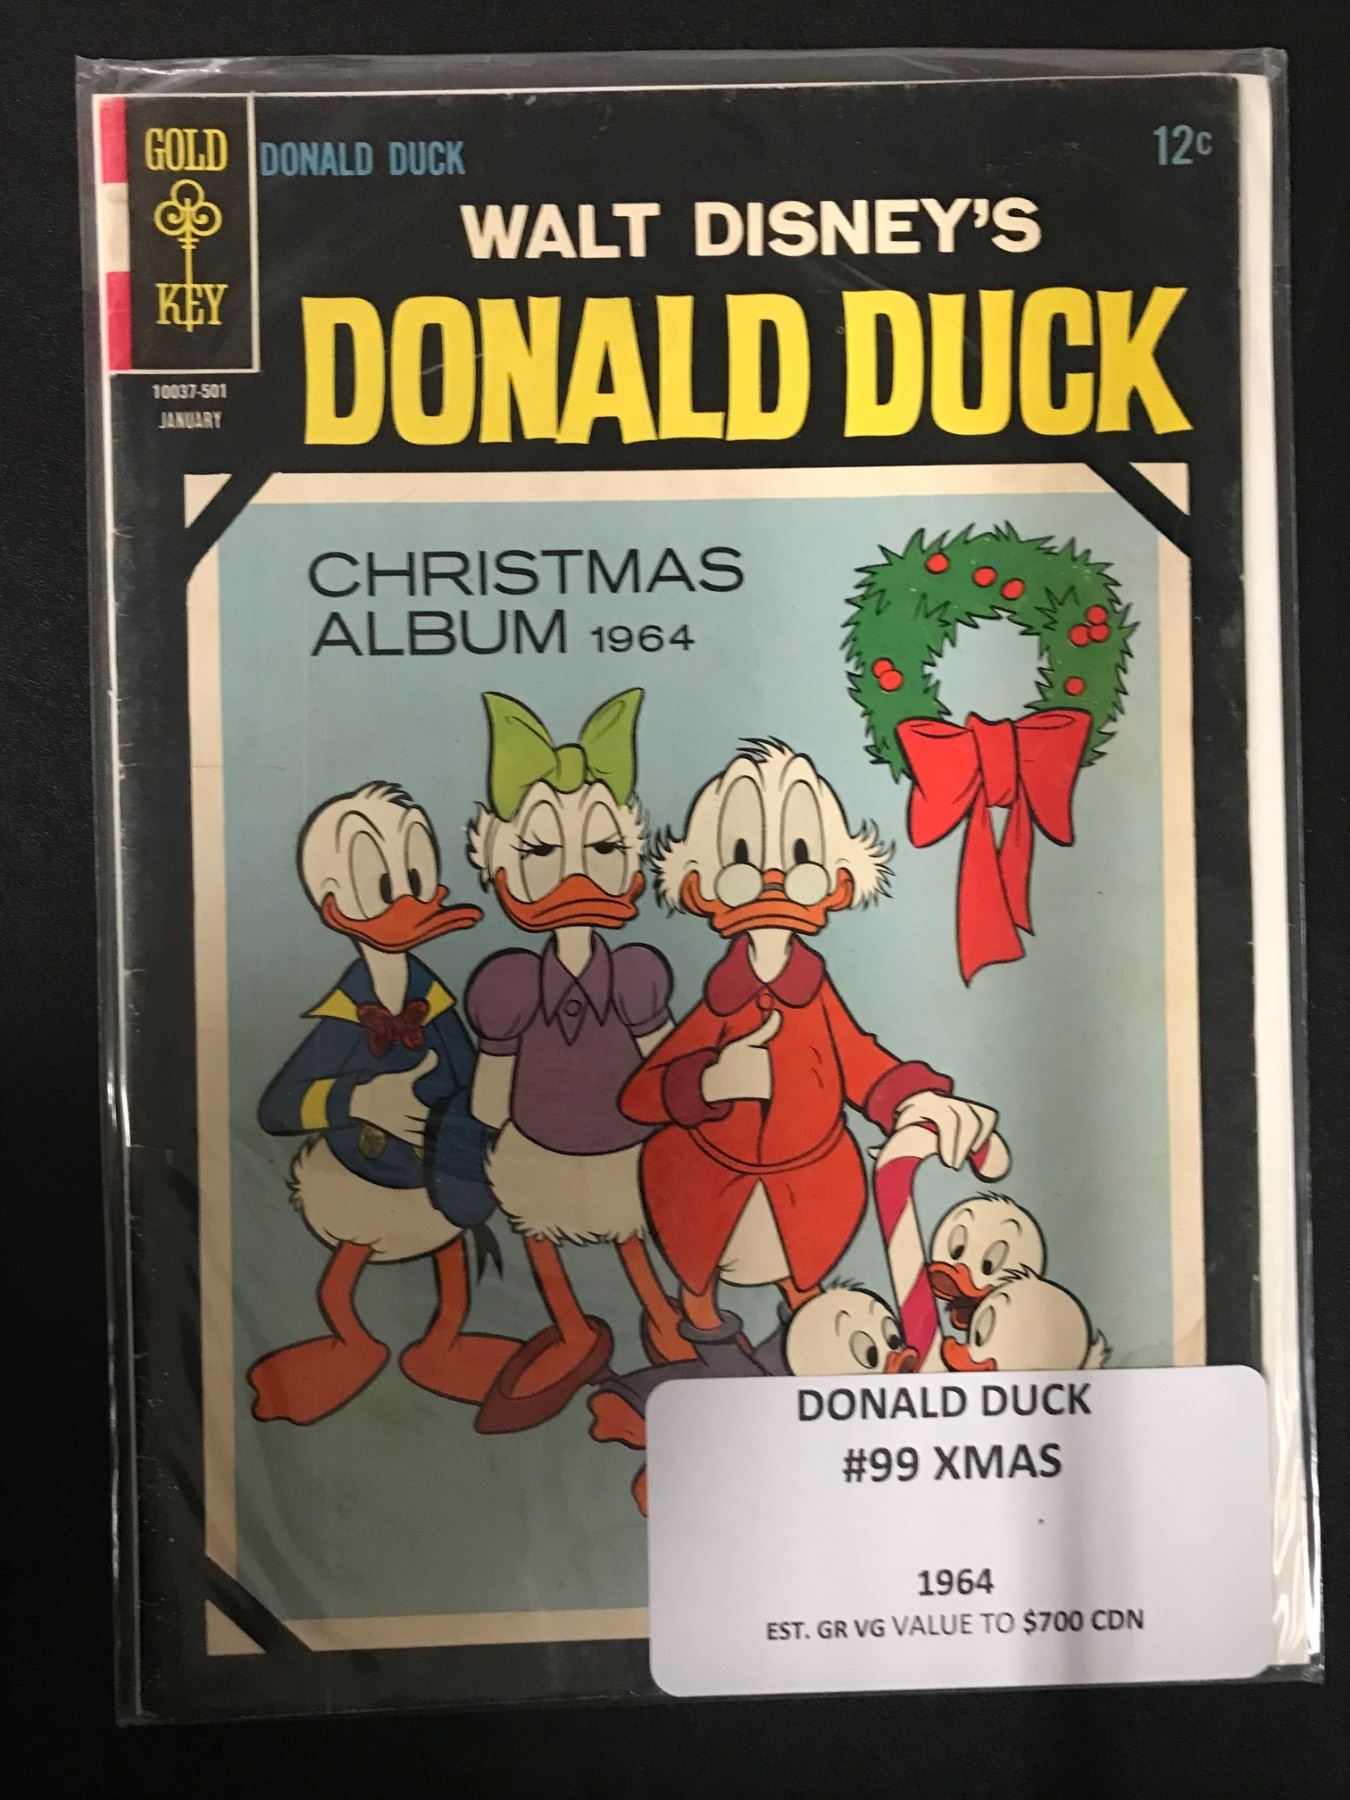 GOLD
KEY
DONALD DUCK
12c
WALT DISNEY'S
DONALD DUCK
10037-501
JANUARY
CHRISTMAS
ALBUM 1964
DONALD DUCK
#99 XMAS
1964
EST. GR VG VALUE TO $700 CDN